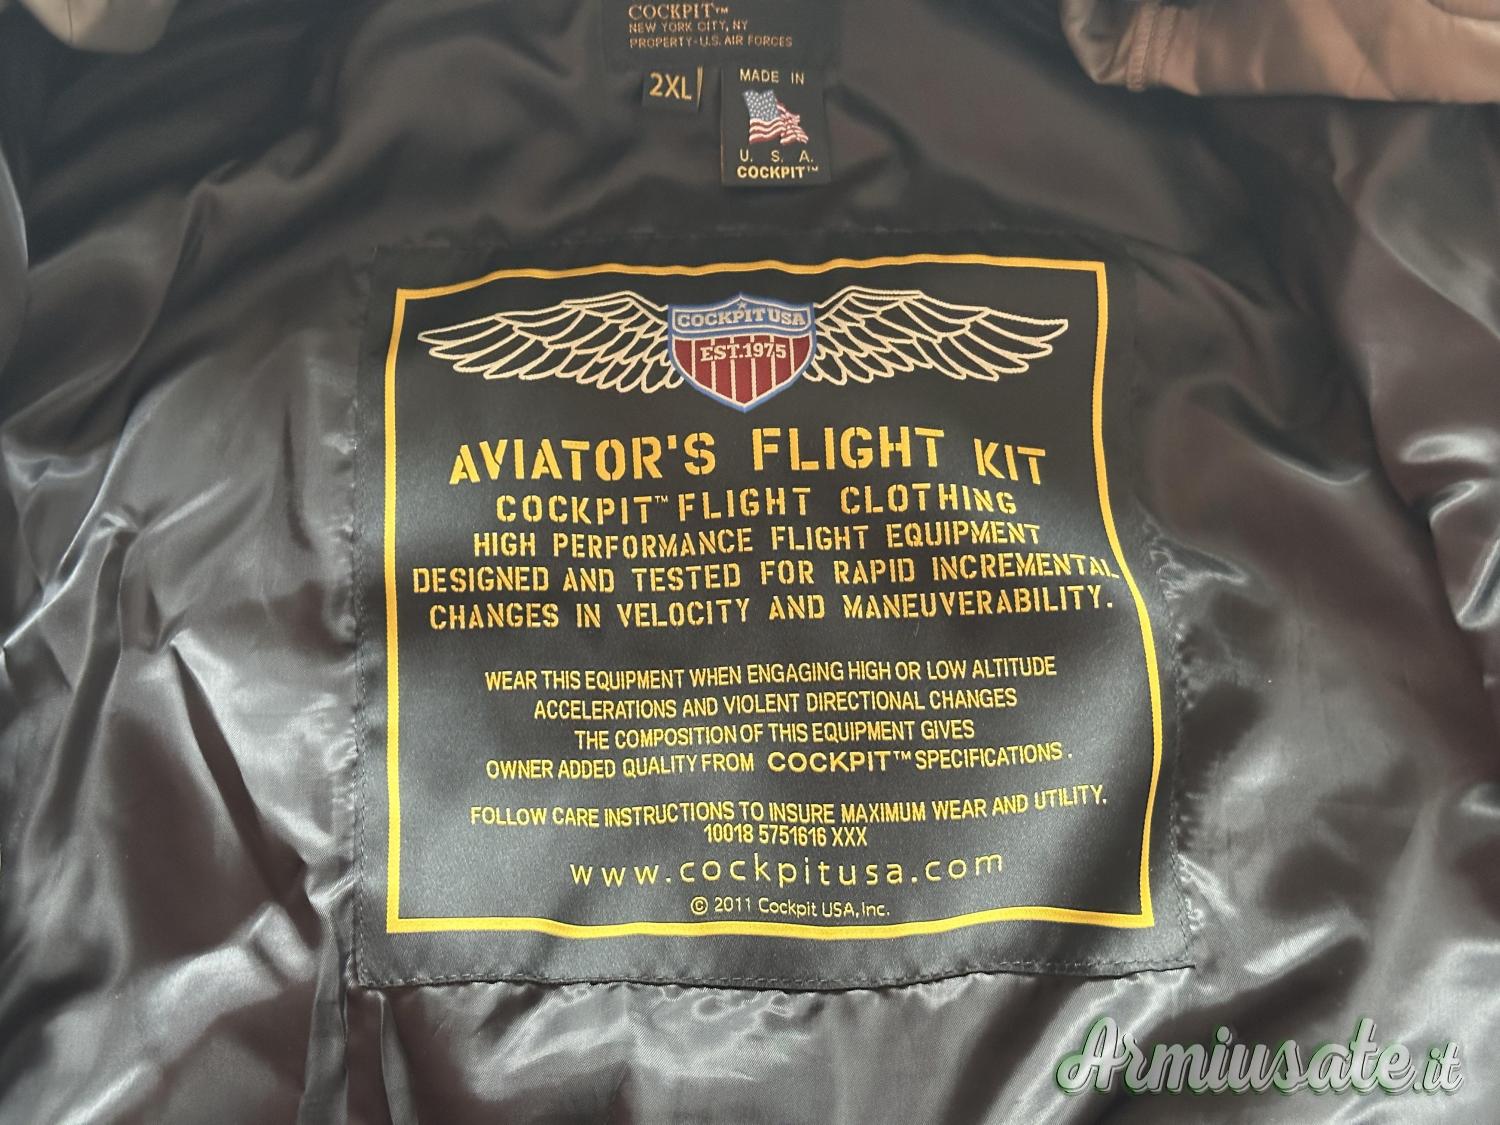 COCKPIT™
NEW YORK CITY, NY
PROPERTY-U.S. AIR FORCES
2XL
MADE IN
U. S. A.
COCKPIT™
COCKPIT USA
EST.1975
AVIATOR'S FLIGHT KIT
COCKPIT™ FLIGHT CLOTHING
HIGH PERFORMANCE FLIGHT EQUIPMENT
DESIGNED AND TESTED FOR RAPID INCREMENTAL
CHANGES IN VELOCITY AND MANEUVERABILITY.
WEAR THIS EQUIPMENT WHEN ENGAGING HIGH OR LOW ALTITUDE
ACCELERATIONS AND VIOLENT DIRECTIONAL CHANGES
THE COMPOSITION OF THIS EQUIPMENT GIVES
OWNER ADDED QUALITY FROM COCKPIT™ SPECIFICATIONS.
FOLLOW CARE INSTRUCTIONS TO INSURE MAXIMUM WEAR AND UTILITY.
10018 5751616 XXX
www.cockpitusa.com
© 2011 Cockpit USA, Inc.
Armiusate.it